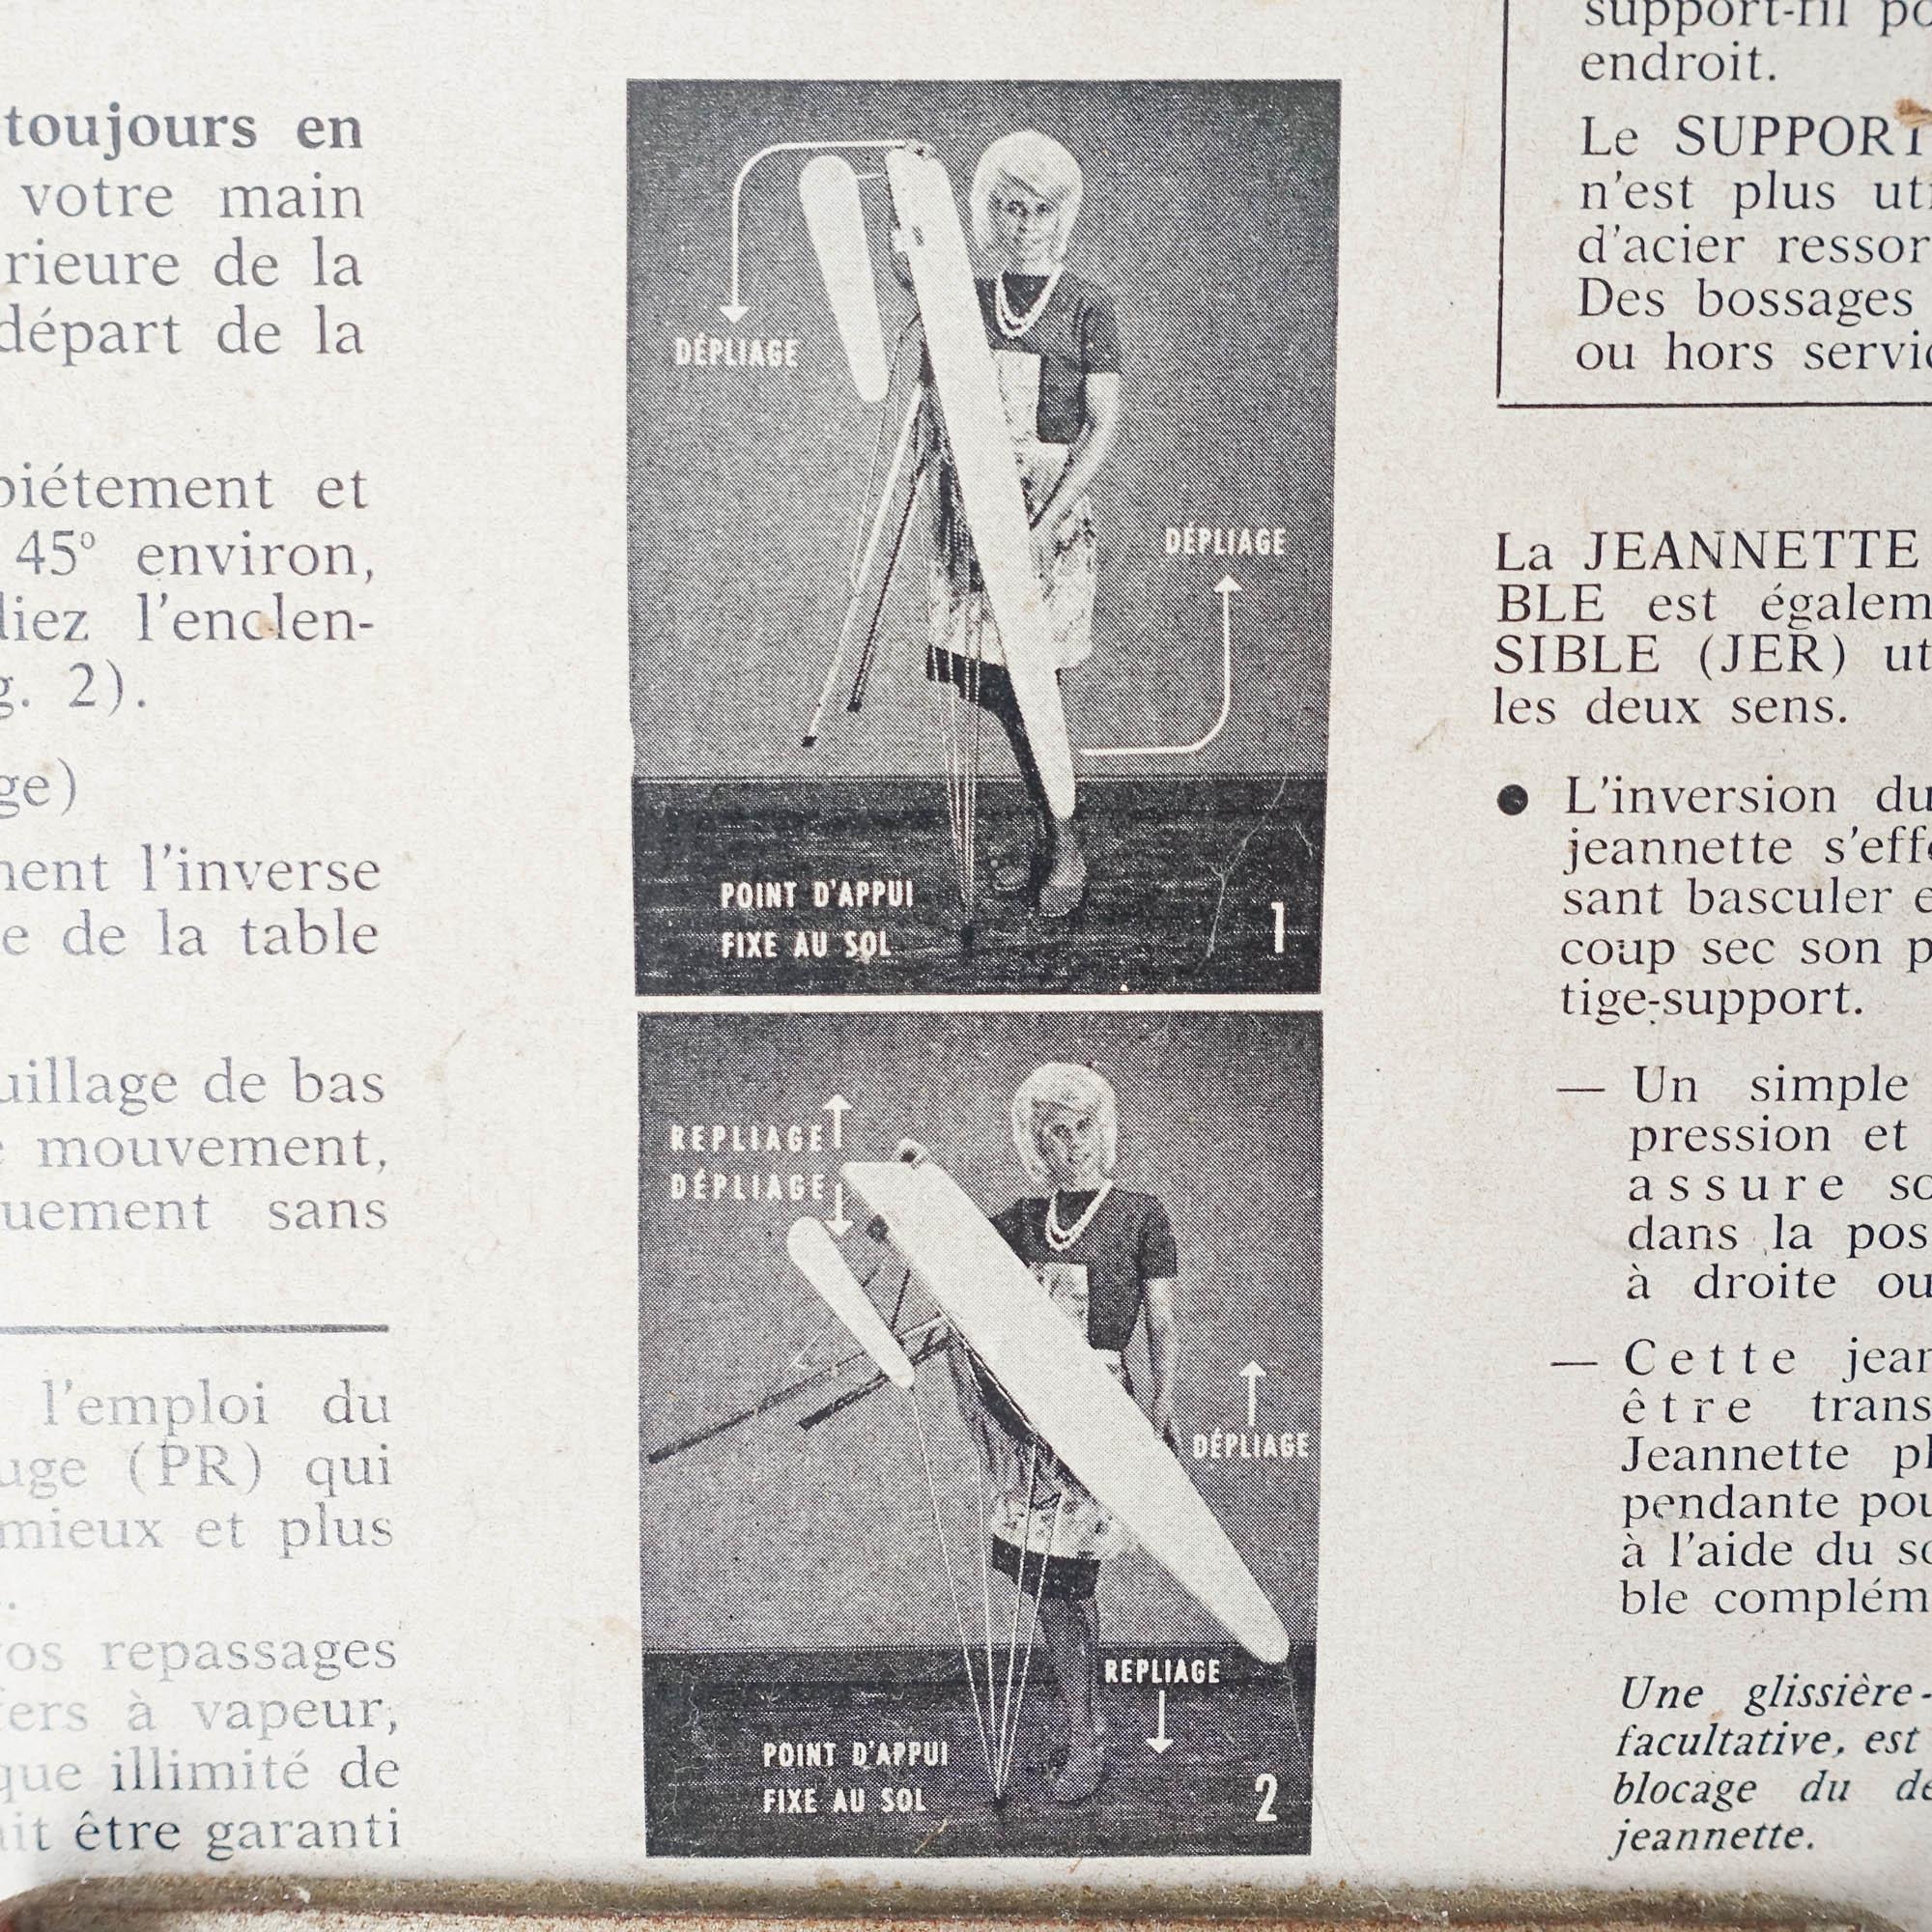 toujours en
votre main
rieure de la
départ de la
piétement et
45° environ,
liez l'enclen-
g. 2).
ge)
ment l'inverse
e de la table
uillage de bas
mouvement,
quement sans
l'emploi du
uge (PR) qui
mieux et plus
os repassages
fers à vapeur,
que illimité de
ait être garanti
DÉPLIAGE
DÉPLIAGE
POINT D'APPUI
FIXE AU SOL
1
REPLIAGE
DÉPLIAGE
DÉPLIAGE
REPLIAGE
POINT D'APPUI
FIXE AU SOL
2
support-fil po
endroit.
Le SUPPORT
n'est plus uti
d'acier ressor
Des bossages
ou hors servic
La JEANNETTE
BLE est égalem
SIBLE (JER) ut
les deux sens.
● L'inversion du
jeannette s'effe
sant basculer e
coup sec son p
tige-support.
— Un simple
pression et
assure so
dans la pos
à droite ou
— Cette jean
être trans
Jeannette pl
pendante pou
à l'aide du so
ble complém
Une glissière-
facultative, est
blocage du dé
jeannette.